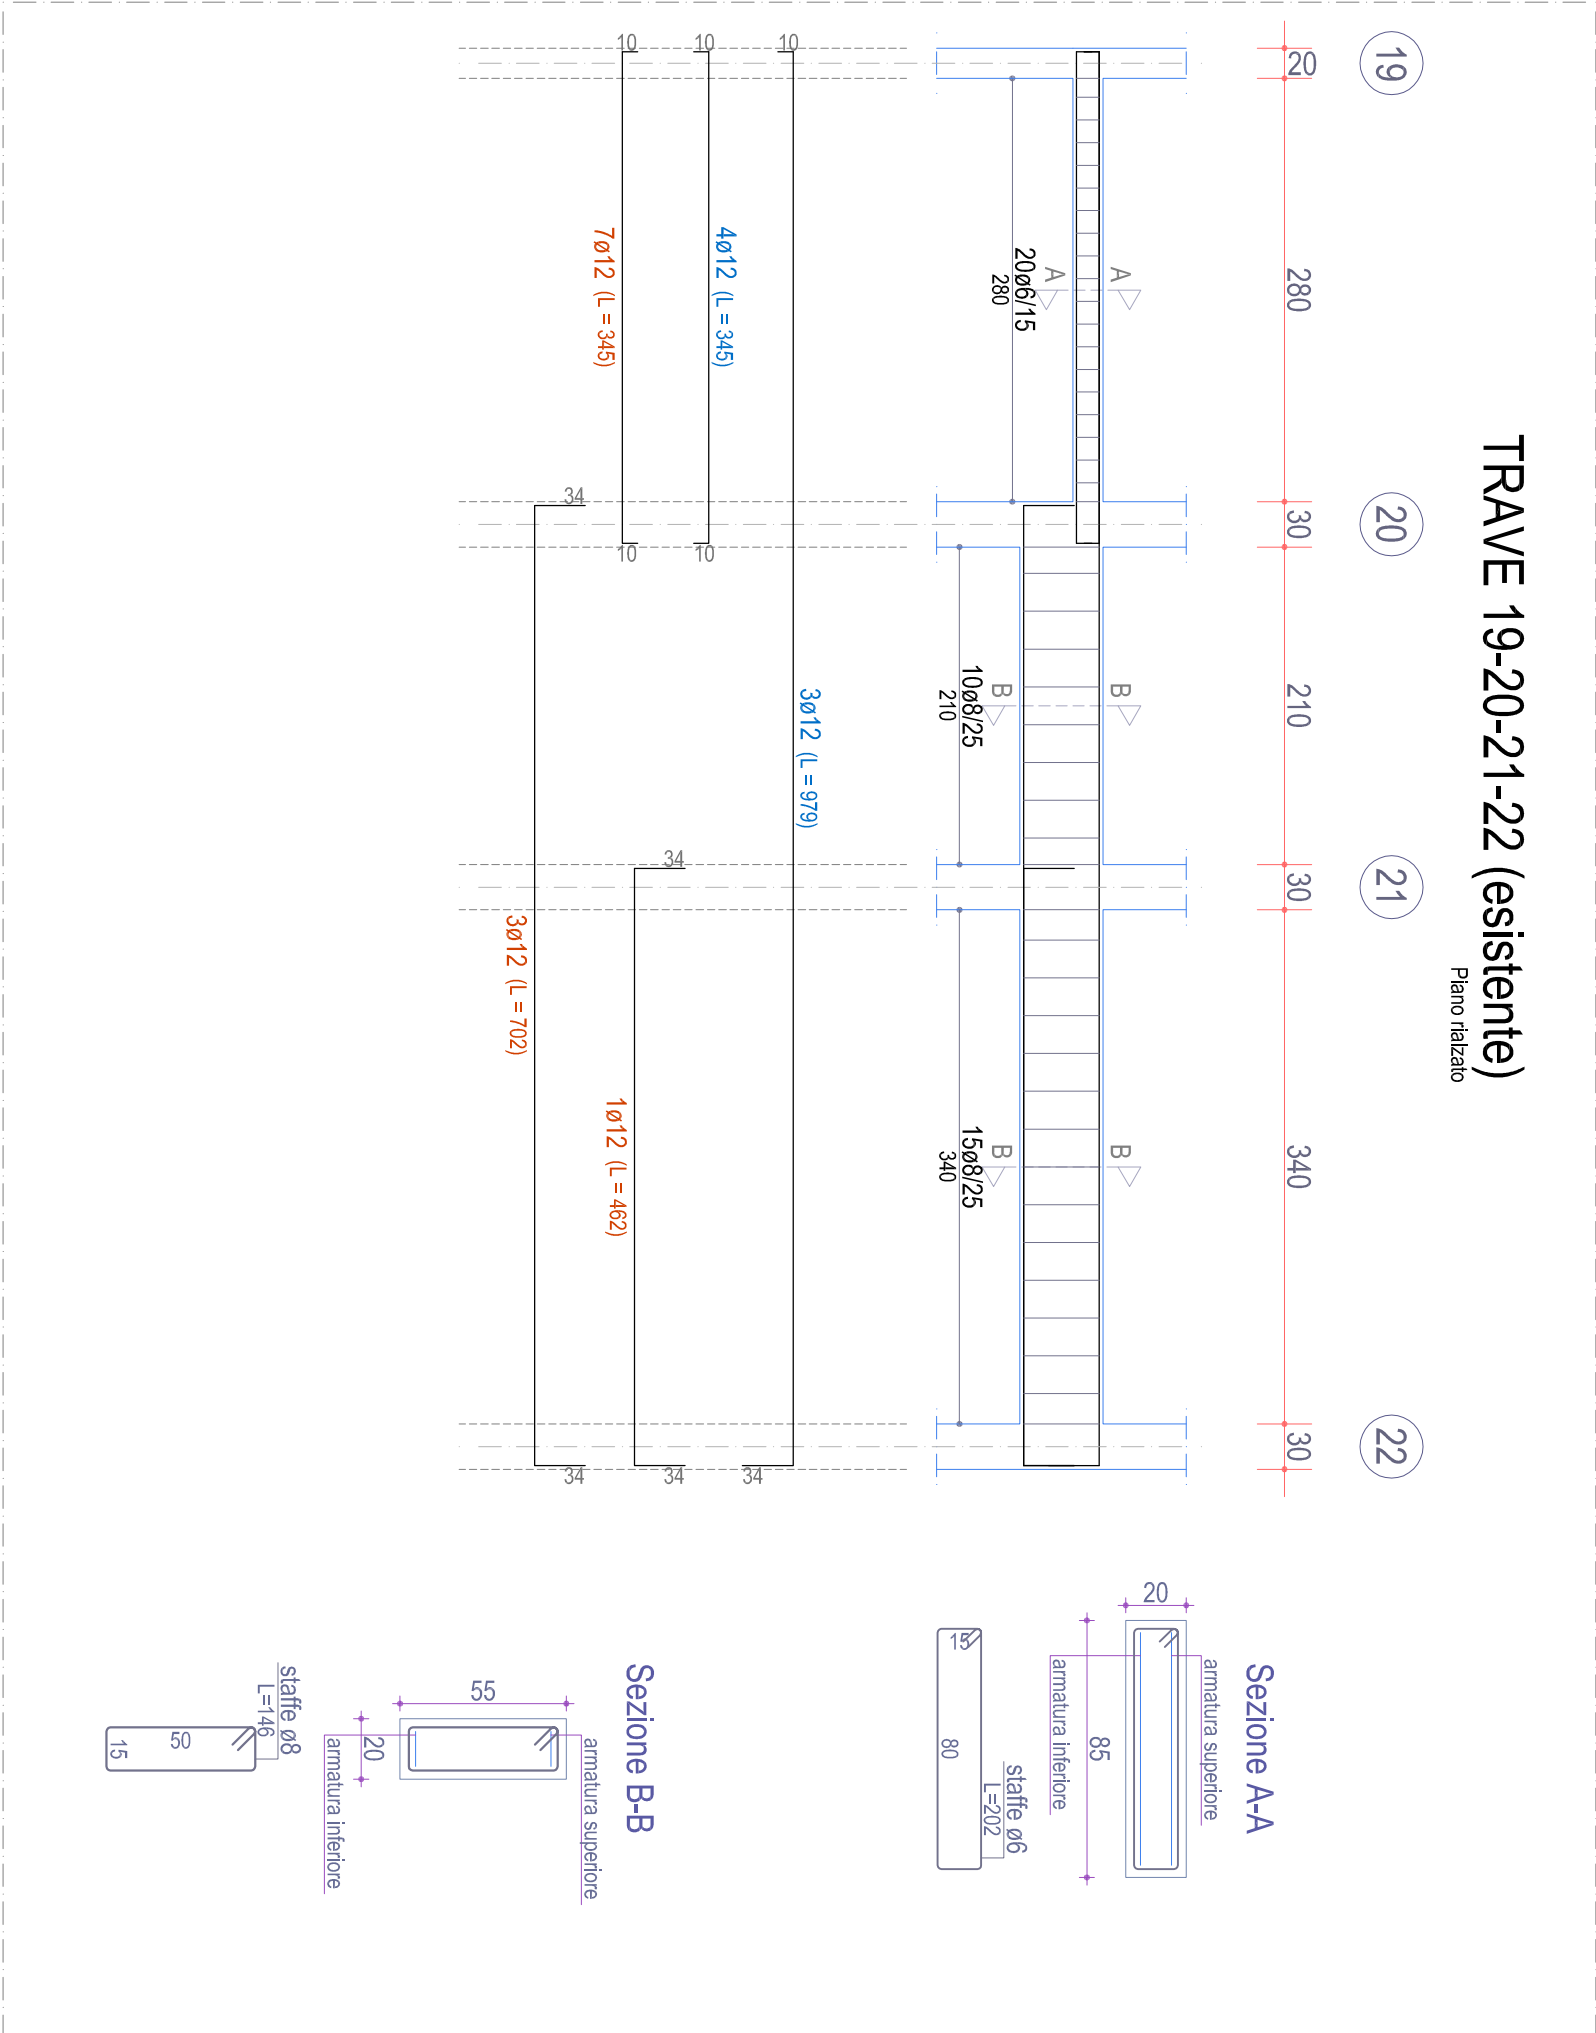 TRAVE 19-20-21-22 (esistente)
Piano rialzato
19
20
21
22
20
280
30
210
30
340
30
A
A
B
B
B
B
20ø6/15
280
10ø8/25
210
15ø8/25
340
10
3ø12 (L = 979)
34
10
4ø12 (L = 345)
10
10
7ø12 (L = 345)
10
34
1ø12 (L = 462)
34
34
3ø12 (L = 702)
34
Sezione A-A
armatura superiore
20
85
armatura inferiore
staffe ø6
L=202
15
80
Sezione B-B
armatura superiore
55
20
armatura inferiore
staffe ø8
L=146
50
15